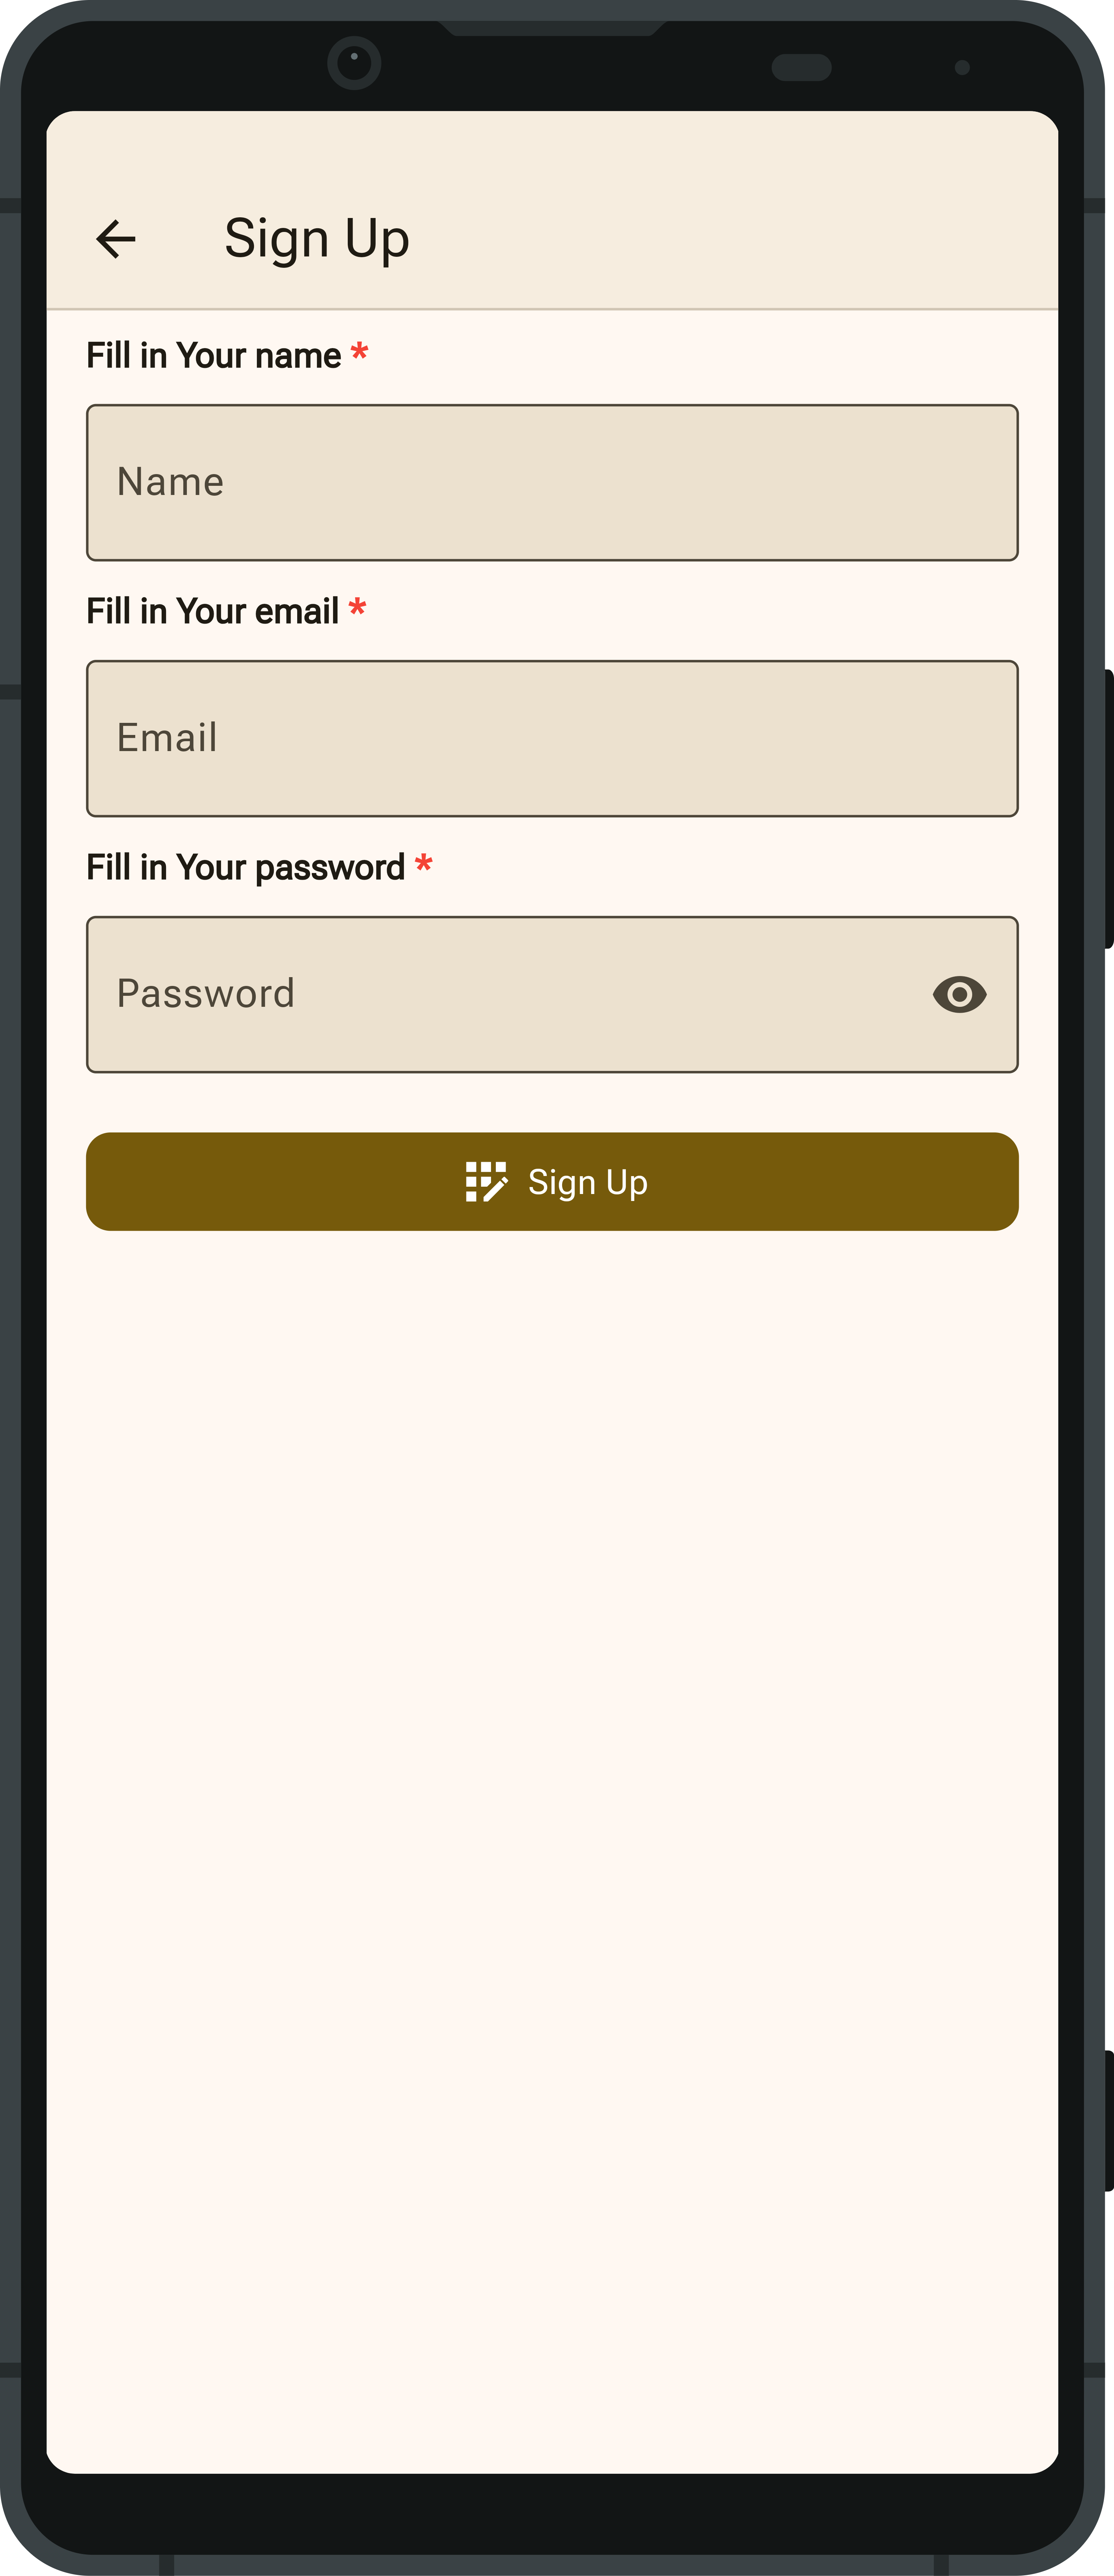 Sign Up
Fill in Your name *
Name
Fill in Your email *
Email
Fill in Your password *
Password
Sign Up